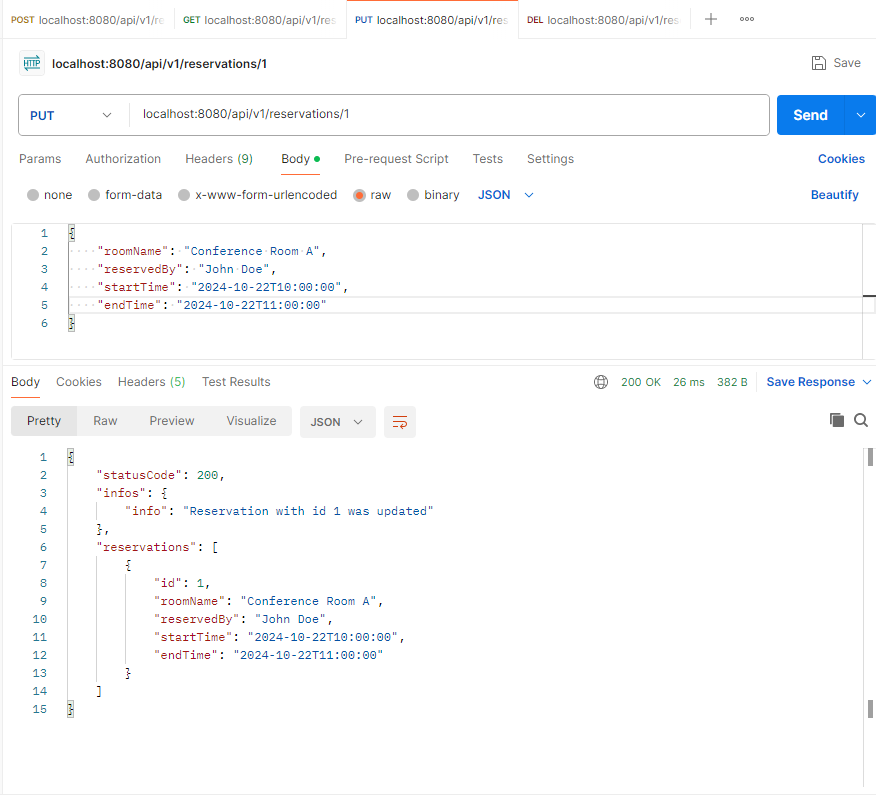 POST localhost:8080/api/v1/re GET localhost:8080/api/v1/res PUT localhost:8080/api/v1/res DEL localhost:8080/api/v1/res
HTTP localhost:8080/api/v1/reservations/1 Save
PUT localhost:8080/api/v1/reservations/1 Send
Params Authorization Headers (9) Body Pre-request Script Tests Settings Cookies
none form-data x-www-form-urlencoded raw binary JSON Beautify
1 {
2 ····"roomName":·"Conference·Room·A",
3 ····"reservedBy":·"John·Doe",
4 ····"startTime":·"2024-10-22T10:00:00",
5 ····"endTime":·"2024-10-22T11:00:00"
6 }
Body Cookies Headers (5) Test Results 200 OK 26 ms 382 B Save Response
Pretty Raw Preview Visualize JSON
1 {
2 "statusCode": 200,
3 "infos": {
4 "info": "Reservation with id 1 was updated"
5 },
6 "reservations": [
7 {
8 "id": 1,
9 "roomName": "Conference Room A",
10 "reservedBy": "John Doe",
11 "startTime": "2024-10-22T10:00:00",
12 "endTime": "2024-10-22T11:00:00"
13 }
14 ]
15 }